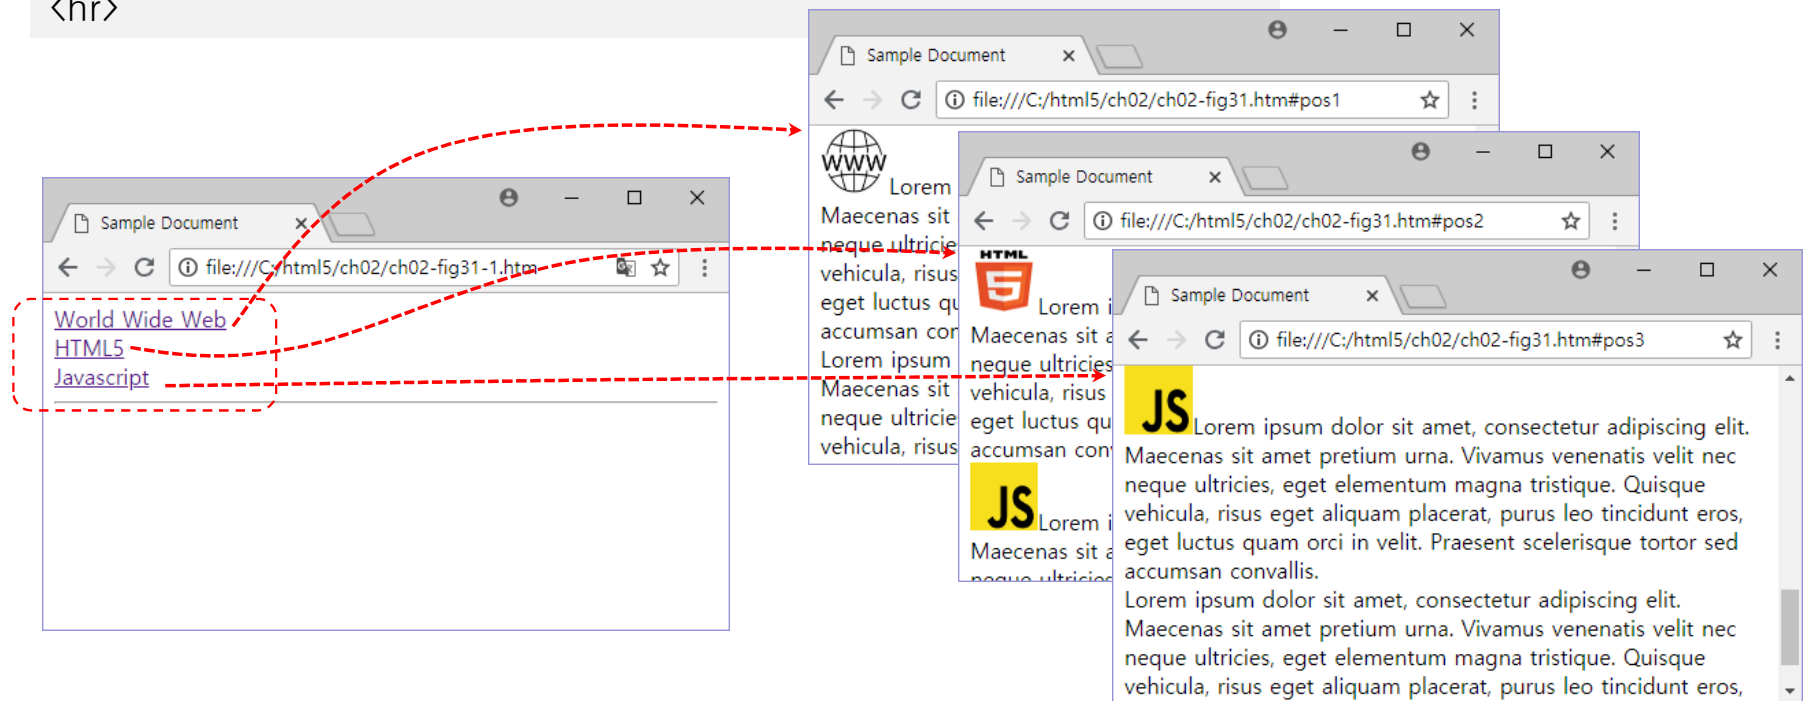 <hr>
Sample Document
file:///C:/html5/ch02/ch02-fig31-1.htm
World Wide Web
HTML5
Javascript
Sample Document
file:///C:/html5/ch02/ch02-fig31.htm#pos1
WWW
Lorem
Maecenas sit
neque ultricie
vehicula, risus
eget luctus qu
accumsan cor
Lorem ipsum
Maecenas sit
neque ultricie
vehicula, risus
Sample Document
file:///C:/html5/ch02/ch02-fig31.htm#pos2
HTML
5
Lorem i
Maecenas sit a
neque ultricies
vehicula, risus
eget luctus qu
accumsan con
JS
Lorem i
Maecenas sit a
neque ultricies
Sample Document
file:///C:/html5/ch02/ch02-fig31.htm#pos3
JS
Lorem ipsum dolor sit amet, consectetur adipiscing elit.
Maecenas sit amet pretium urna. Vivamus venenatis velit nec
neque ultricies, eget elementum magna tristique. Quisque
vehicula, risus eget aliquam placerat, purus leo tincidunt eros,
eget luctus quam orci in velit. Praesent scelerisque tortor sed
accumsan convallis.
Lorem ipsum dolor sit amet, consectetur adipiscing elit.
Maecenas sit amet pretium urna. Vivamus venenatis velit nec
neque ultricies, eget elementum magna tristique. Quisque
vehicula, risus eget aliquam placerat, purus leo tincidunt eros,